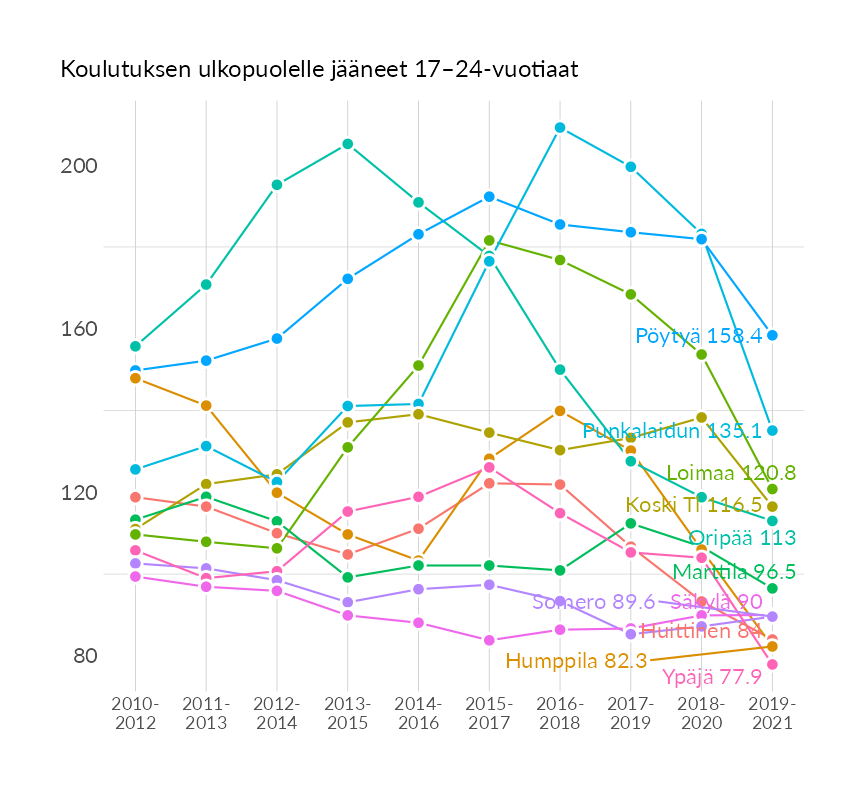 Koulutuksen ulkopuolelle jääneet 17–24-vuotiaat
200
160
120
80
Pöytyä 158.4
Punkalaidun 135.1
Loimaa 120.8
Koski Tl 116.5
Oripää 113
Marttila 96.5
Somero 89.6
Säkylä 90
Huittinen 84
Humppila 82.3
Ypäjä 77.9
2010-
2012
2011-
2013
2012-
2014
2013-
2015
2014-
2016
2015-
2017
2016-
2018
2017-
2019
2018-
2020
2019-
2021